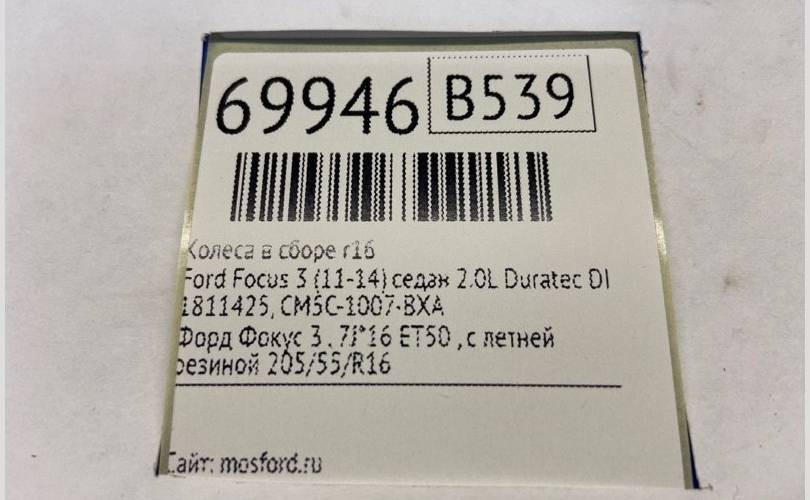 69946 B539
Колеса в сборе r16
Ford Focus 3 (11-14) седан 2.0L Duratec DI
1811425, CM5C-1007-BXA
Форд Фокус 3 . 7J*16 ET50 , с летней
резиной 205/55/R16
Сайт: mosford.ru